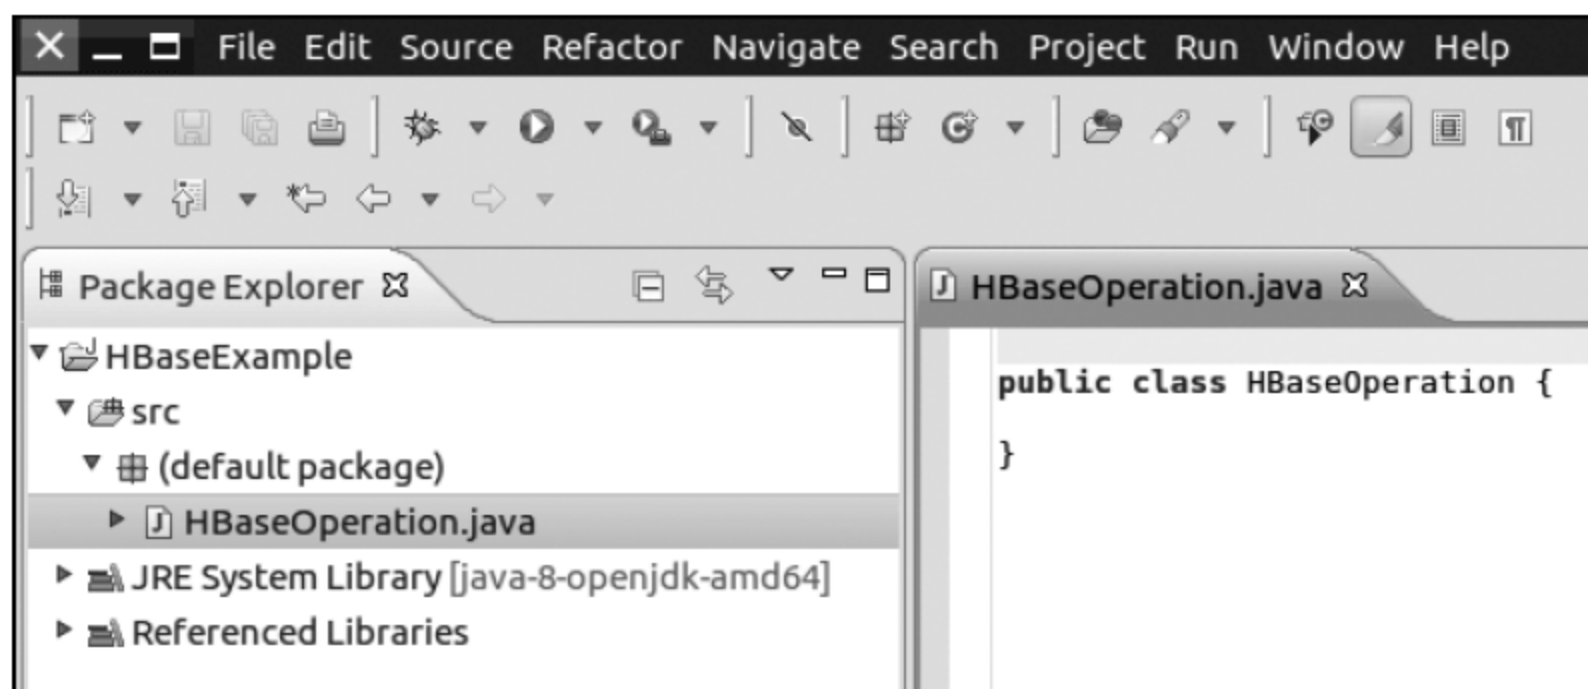 File Edit Source Refactor Navigate Search Project Run Window Help
Package Explorer
HBaseExample
src
(default package)
HBaseOperation.java
JRE System Library [java-8-openjdk-amd64]
Referenced Libraries
HBaseOperation.java
public class HBaseOperation {
}